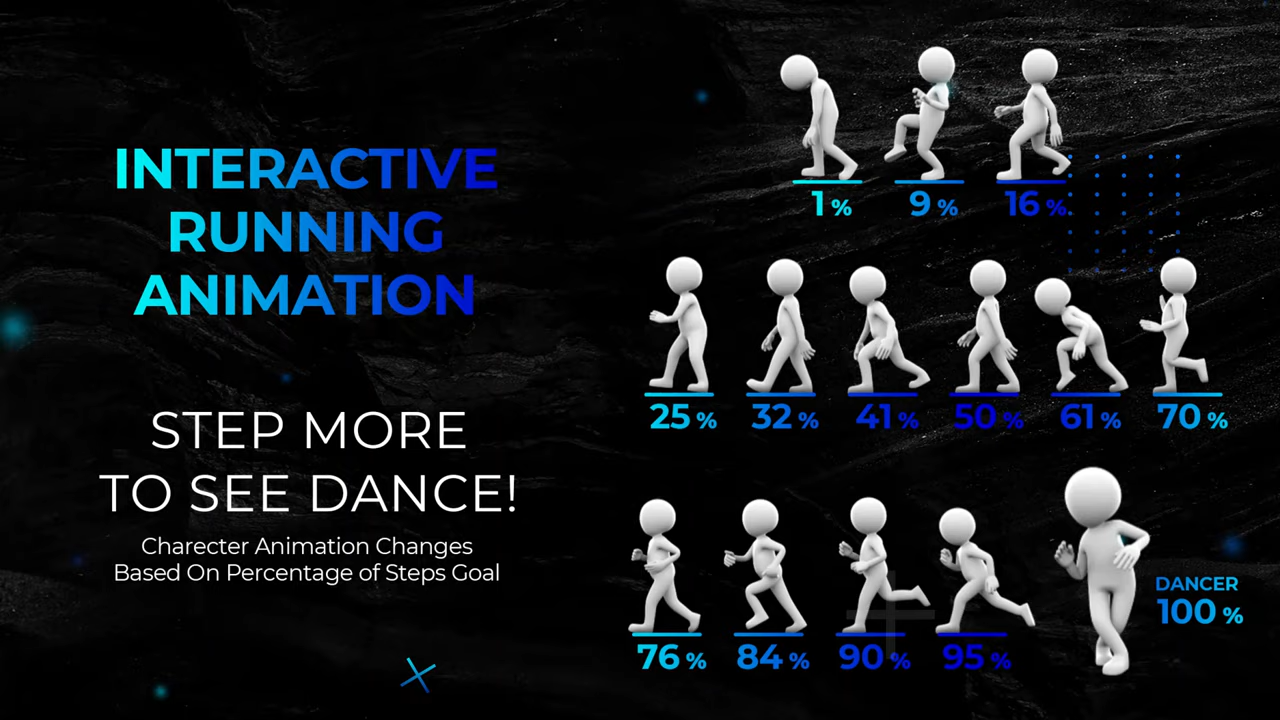 INTERACTIVE
RUNNING
ANIMATION
STEP MORE
TO SEE DANCE!
Charecter Animation Changes
Based On Percentage of Steps Goal
1 % 9 % 16 %
25 % 32 % 41 % 50 % 61 % 70 %
76 % 84 % 90 % 95 %
DANCER
100 %